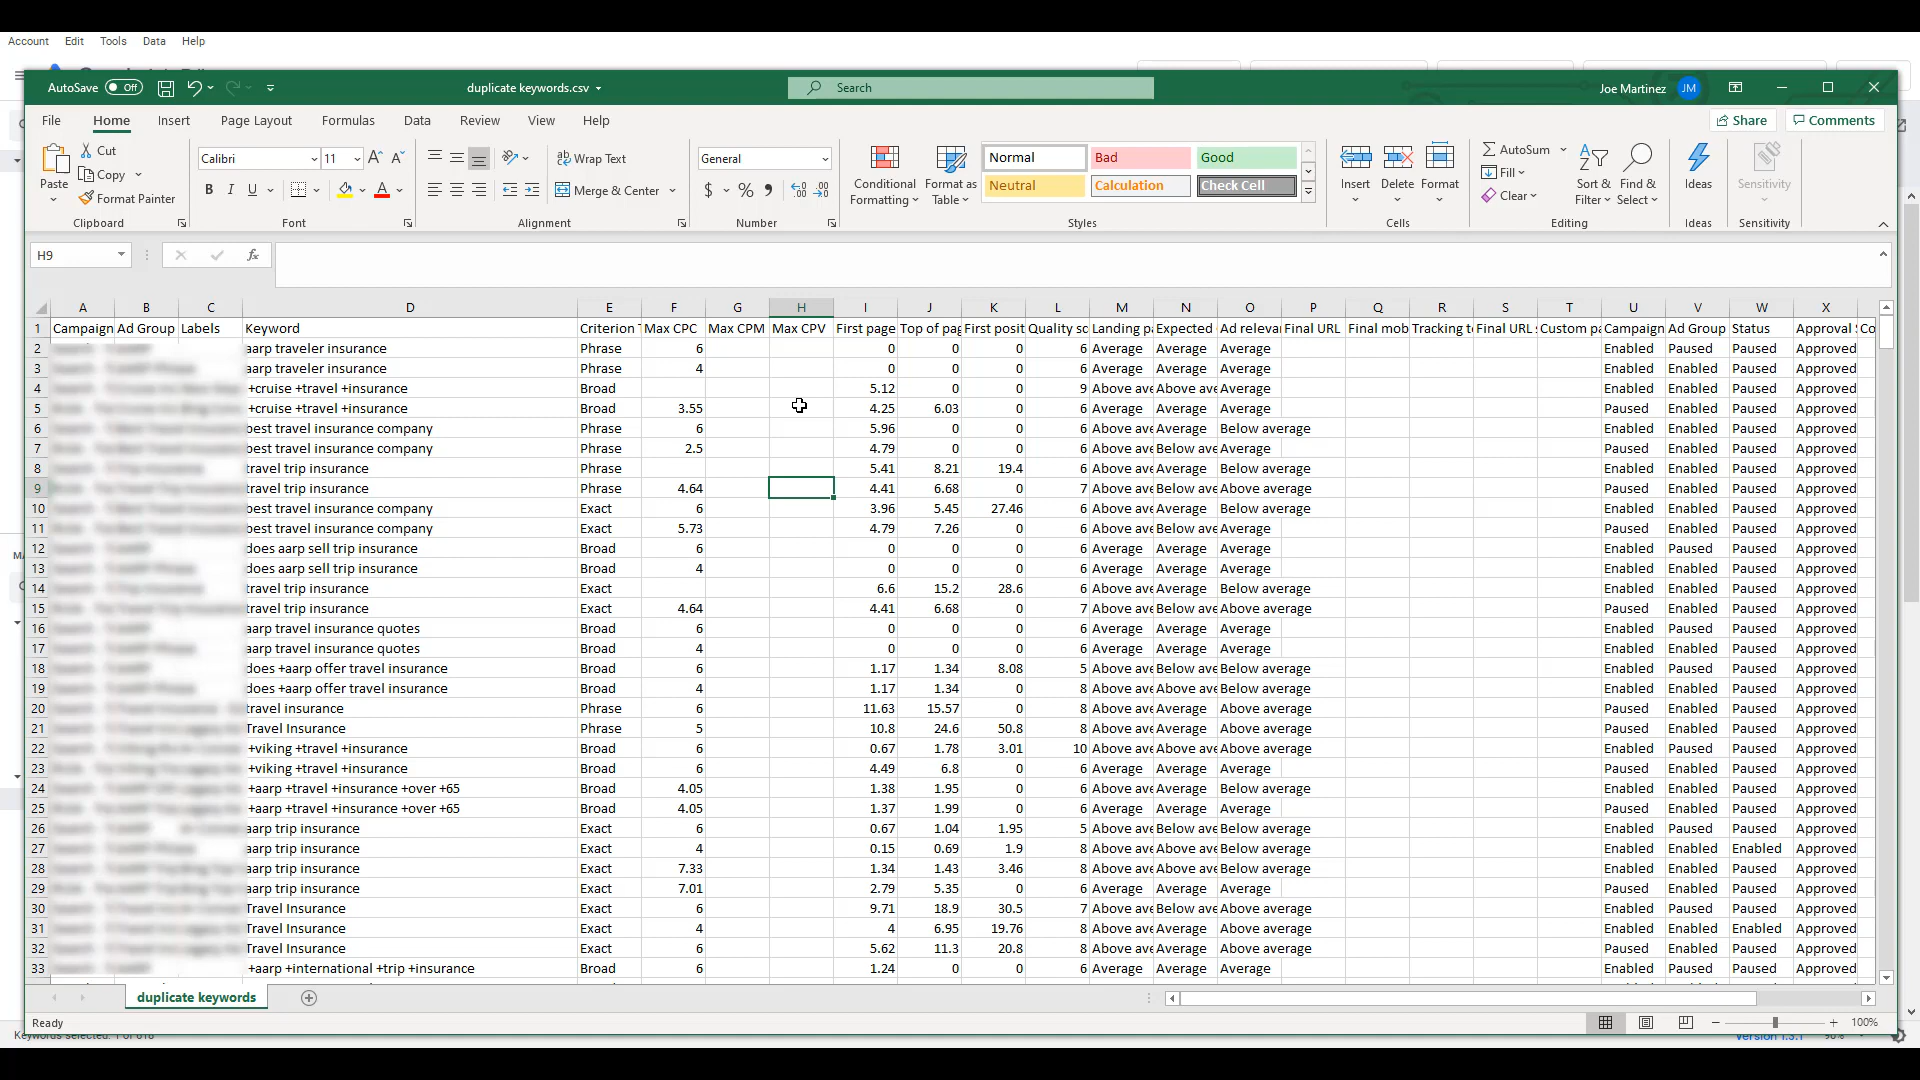 Account Edit Tools Data Help
AutoSave Off duplicate keywords.csv Search Joe Martinez JM
File Home Insert Page Layout Formulas Data Review View Help Share Comments
Cut Calibri 11 Wrap Text General Normal Bad Good AutoSum
Copy Fill
Paste Conditional Format as Insert Delete Format Sort & Find & Ideas Sensitivity
Format Painter B I U Merge & Center $ % Neutral Calculation Check Cell Formatting Table Clear Filter Select
Clipboard Font Alignment Number Styles Cells Editing Ideas Sensitivity
H9 fx
A B C D E F G H I J K L M N O P Q R S T U V W X
1 Campaign Ad Group Labels Keyword Criterion Max CPC Max CPM Max CPV First page Top of pag First posit Quality sc Landing pa Expected Ad relevar Final URL Final mob Tracking t Final URL Custom pa Campaign Ad Group Status Approval Co
2 aarp traveler insurance Phrase 6 0 0 0 6 Average Average Average Enabled Paused Paused Approved
3 aarp traveler insurance Phrase 4 0 0 0 6 Average Average Average Enabled Enabled Paused Approved
4 +cruise +travel +insurance Broad 5.12 0 0 9 Above ave Above ave Average Enabled Enabled Paused Approved
5 +cruise +travel +insurance Broad 3.55 4.25 6.03 0 6 Average Average Average Paused Enabled Paused Approved
6 best travel insurance company Phrase 6 5.96 0 0 6 Above ave Average Below average Enabled Enabled Paused Approved
7 best travel insurance company Phrase 2.5 4.79 0 0 6 Above ave Below ave Average Paused Enabled Paused Approved
8 travel trip insurance Phrase 5.41 8.21 19.4 6 Above ave Average Below average Enabled Enabled Paused Approved
9 travel trip insurance Phrase 4.64 4.41 6.68 0 7 Above ave Below ave Above average Paused Enabled Paused Approved
10 best travel insurance company Exact 6 3.96 5.45 27.46 6 Above ave Average Below average Enabled Enabled Paused Approved
11 best travel insurance company Exact 5.73 4.79 7.26 0 6 Above ave Below ave Average Paused Enabled Paused Approved
12 does aarp sell trip insurance Broad 6 0 0 0 6 Average Average Average Enabled Paused Paused Approved
13 does aarp sell trip insurance Broad 4 0 0 0 6 Average Average Average Enabled Enabled Paused Approved
14 travel trip insurance Exact 6.6 15.2 28.6 6 Above ave Average Below average Enabled Enabled Paused Approved
15 travel trip insurance Exact 4.64 4.41 6.68 0 7 Above ave Below ave Above average Paused Enabled Paused Approved
16 aarp travel insurance quotes Broad 6 0 0 0 6 Average Average Average Enabled Paused Paused Approved
17 aarp travel insurance quotes Broad 4 0 0 0 6 Average Average Average Enabled Enabled Paused Approved
18 does +aarp offer travel insurance Broad 6 1.17 1.34 8.08 5 Above ave Below ave Below average Enabled Paused Paused Approved
19 does +aarp offer travel insurance Broad 4 1.17 1.34 0 8 Above ave Above ave Below average Enabled Enabled Paused Approved
20 travel insurance Phrase 6 11.63 15.57 0 8 Above ave Average Above average Enabled Enabled Paused Approved
21 Travel Insurance Phrase 5 10.8 24.6 50.8 8 Above ave Average Above average Paused Enabled Paused Approved
22 +viking +travel +insurance Broad 6 0.67 1.78 3.01 10 Above ave Above ave Above average Enabled Paused Paused Approved
23 +viking +travel +insurance Broad 6 4.49 6.8 0 6 Above ave Average Average Paused Enabled Paused Approved
24 +aarp +travel +insurance +over +65 Broad 4.05 1.38 1.95 0 6 Above ave Average Below average Enabled Enabled Paused Approved
25 +aarp +travel +insurance +over +65 Broad 4.05 1.37 1.99 0 6 Average Average Average Paused Enabled Paused Approved
26 aarp trip insurance Exact 6 0.67 1.04 1.95 5 Above ave Below ave Below average Enabled Paused Paused Approved
27 aarp trip insurance Exact 4 0.15 0.69 1.9 8 Above ave Above ave Below average Enabled Enabled Enabled Approved
28 aarp trip insurance Exact 7.33 1.34 1.43 3.46 8 Above ave Above ave Below average Enabled Enabled Paused Approved
29 aarp trip insurance Exact 7.01 2.79 5.35 0 6 Average Average Average Paused Enabled Paused Approved
30 Travel Insurance Exact 6 9.71 18.9 30.5 7 Above ave Below ave Above average Enabled Paused Paused Approved
31 Travel Insurance Exact 4 4 6.95 19.76 8 Above ave Average Above average Enabled Enabled Enabled Approved
32 Travel Insurance Exact 6 5.62 11.3 20.8 8 Above ave Average Above average Paused Enabled Paused Approved
33 +aarp +international +trip +insurance Broad 6 1.24 0 0 6 Average Average Average Enabled Paused Paused Approved
duplicate keywords
Ready 100%